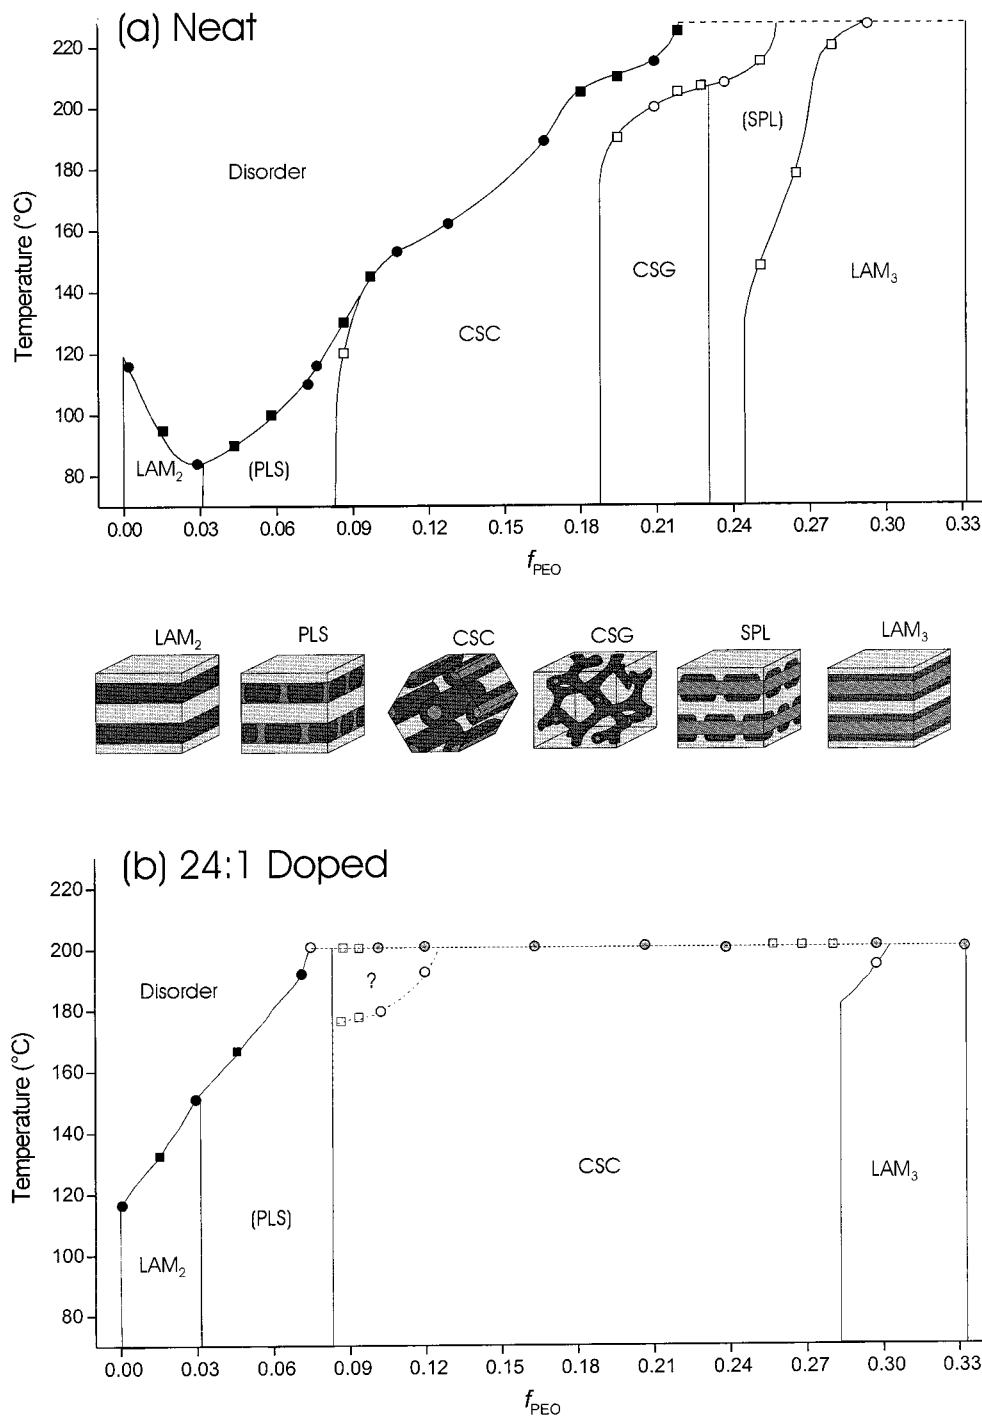 (a) Neat
220
200
180
160
140
120
100
80
Temperature (°C)
Disorder
(SPL)
CSG
LAM₃
CSC
LAM₂
(PLS)
0.00 0.03 0.06 0.09 0.12 0.15 0.18 0.21 0.24 0.27 0.30 0.33
fPEO
LAM₂ PLS CSC CSG SPL LAM₃
(b) 24:1 Doped
220
200
180
160
140
120
100
80
Temperature (°C)
Disorder
?
CSC
LAM₃
(PLS)
LAM₂
0.00 0.03 0.06 0.09 0.12 0.15 0.18 0.21 0.24 0.27 0.30 0.33
fPEO